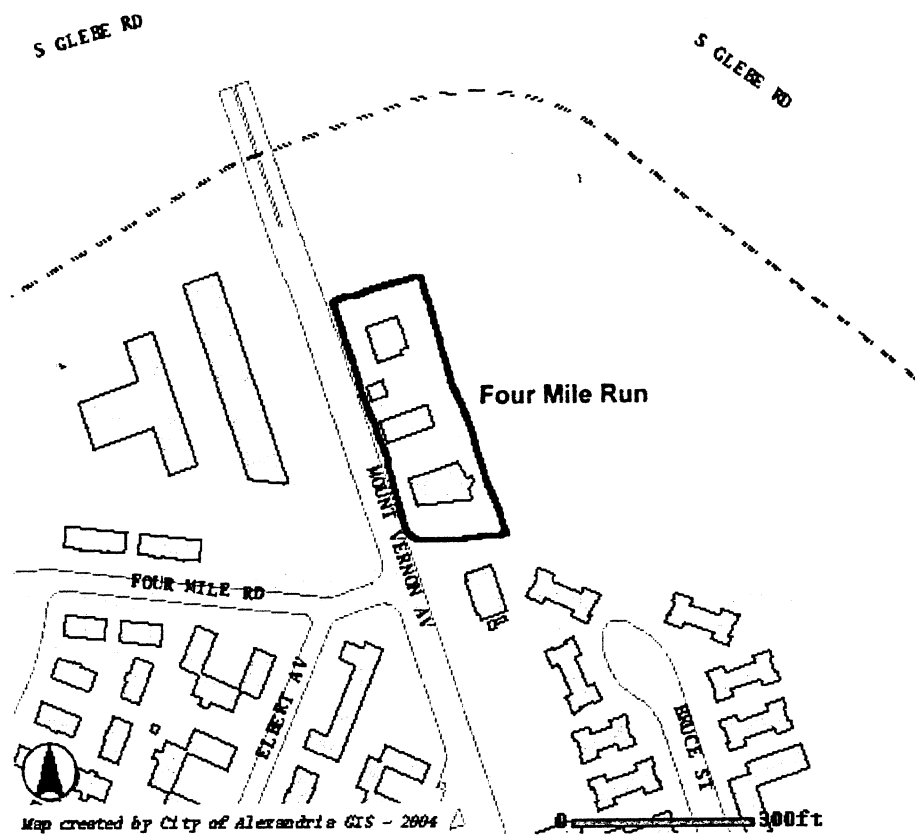 S GLEBE RD
S GLEBE RD
Four Mile Run
MOUNT VERNON AV
FOUR MILE RD
ELBERT AV
BRUCE ST
Map created by City of Alexandria GIS - 2004
0 300ft